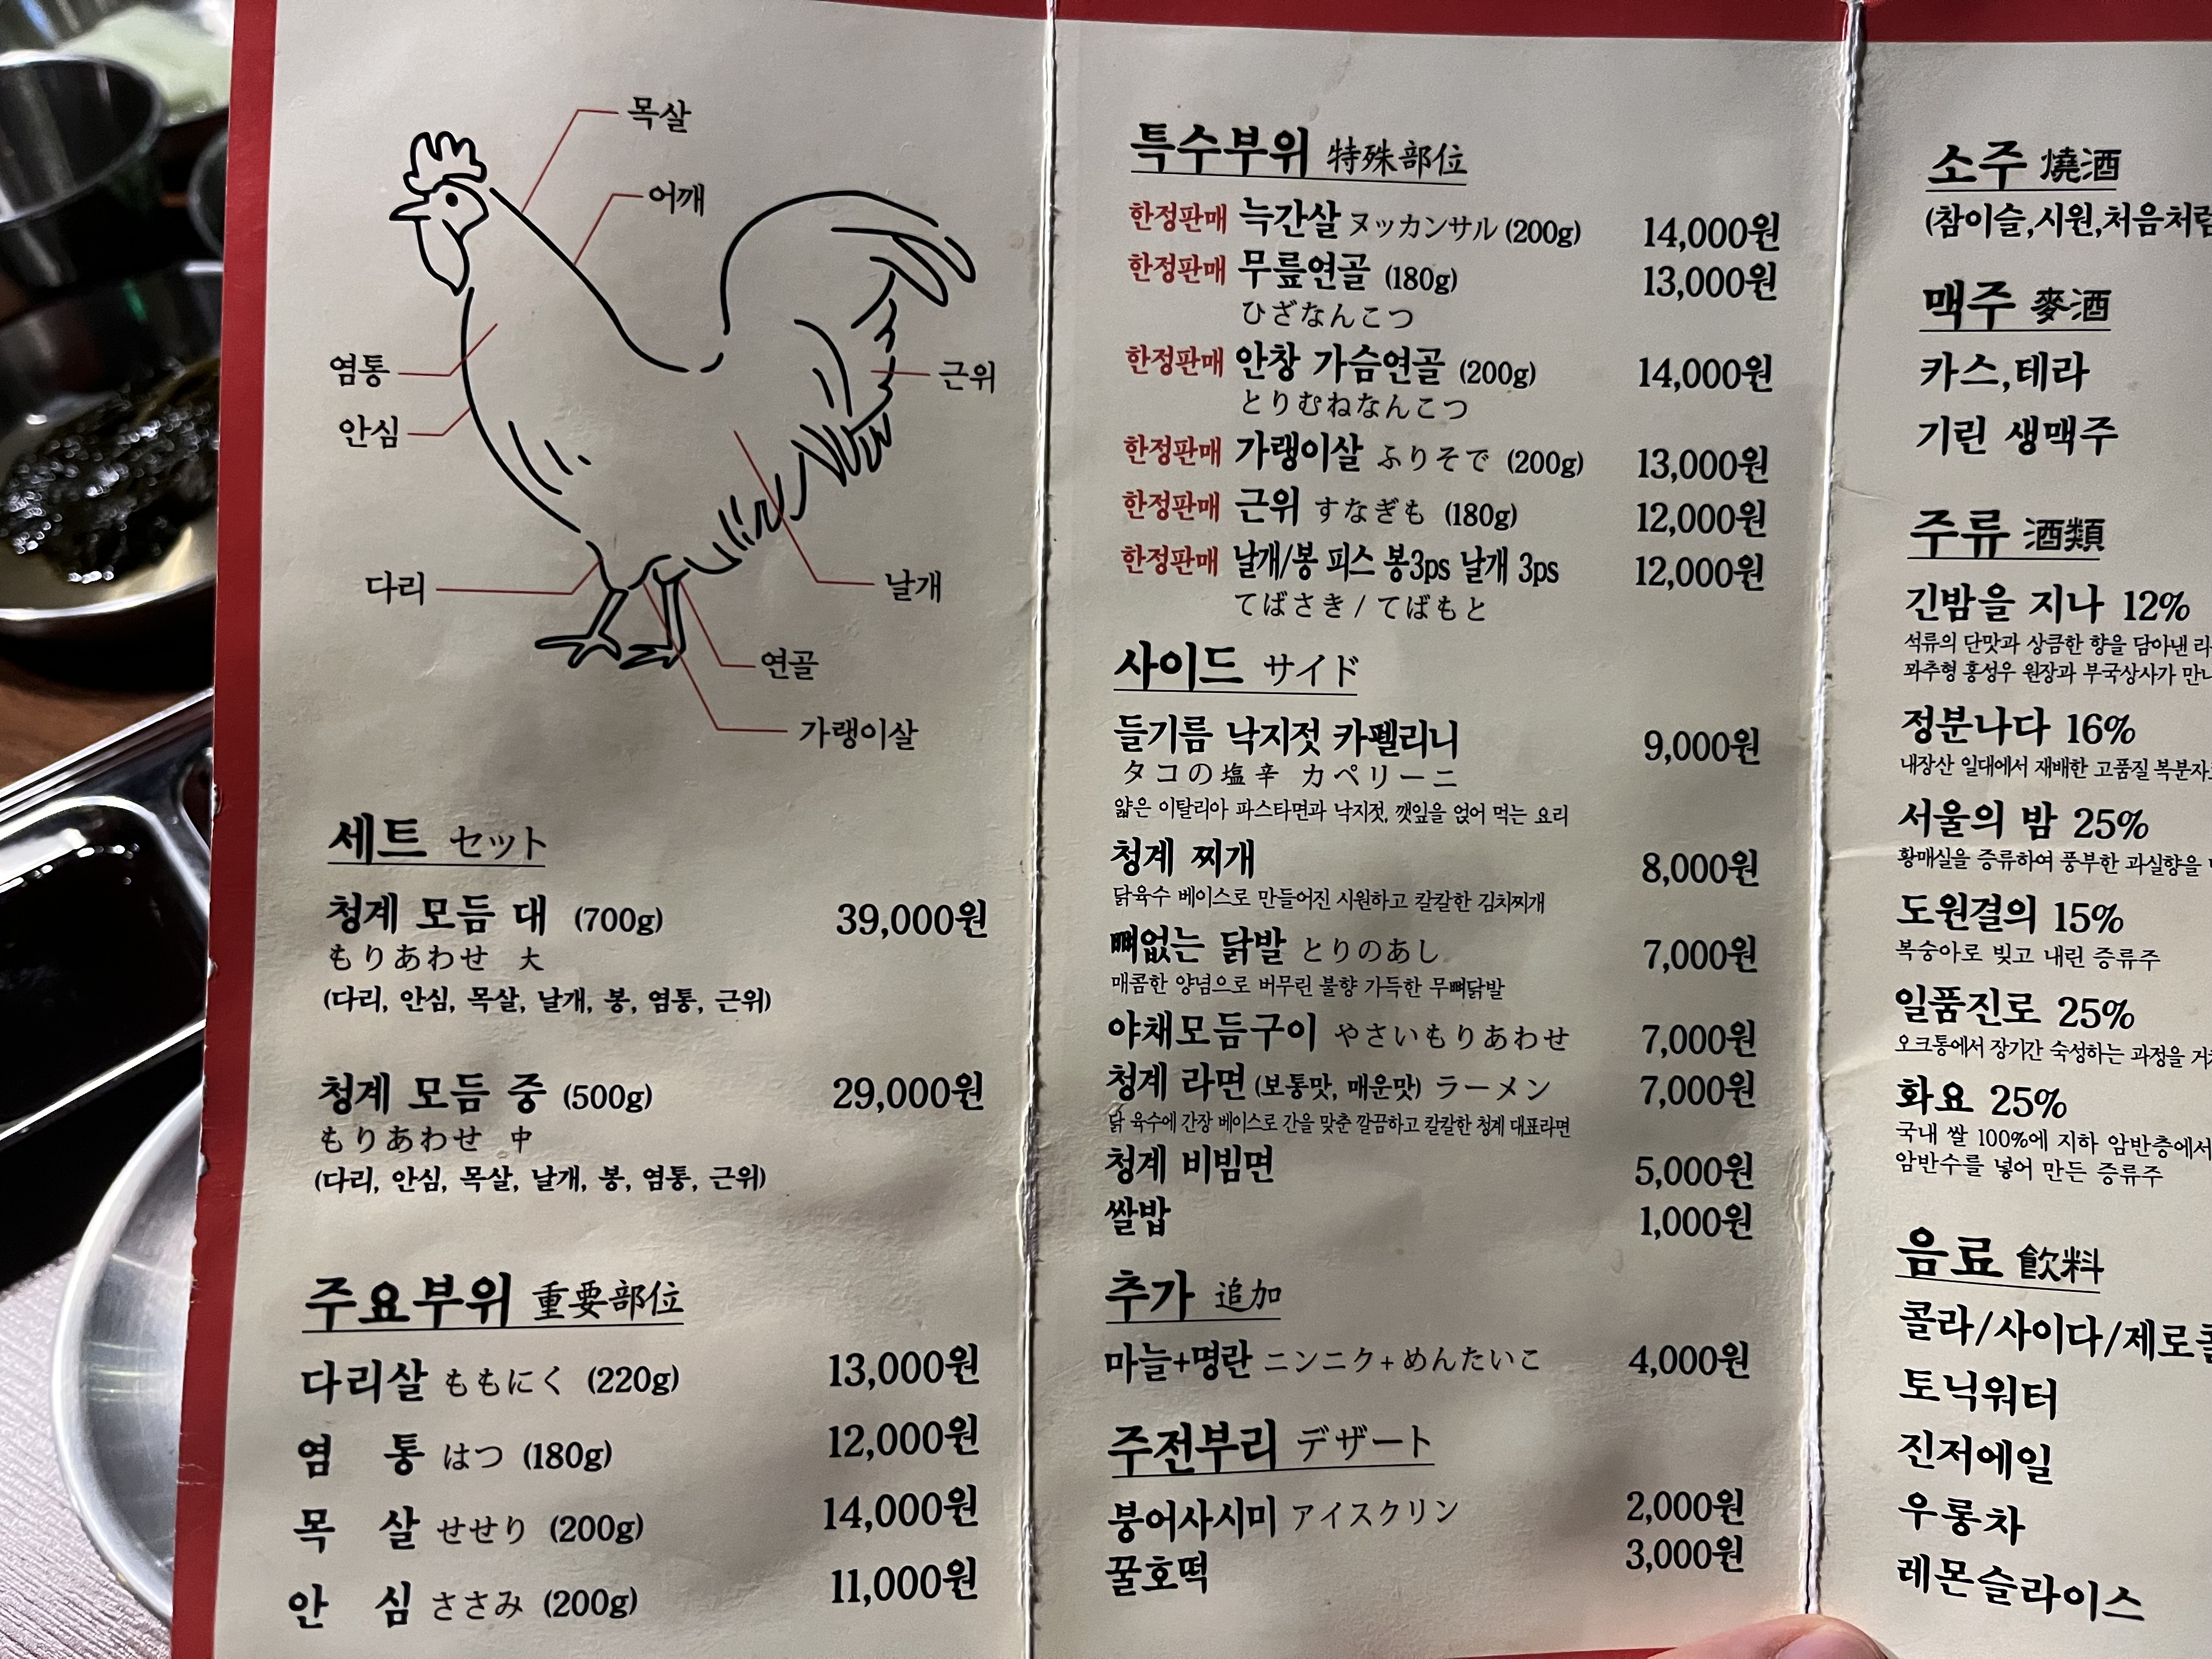 목살
어깨
염통
근위
안심
다리
날개
연골
가랭이살
세트 セット
청계 모듬 대 (700g) 39,000원
もりあわせ 大
(다리, 안심, 목살, 날개, 봉, 염통, 근위)
청계 모듬 중 (500g) 29,000원
もりあわせ 中
(다리, 안심, 목살, 날개, 봉, 염통, 근위)
주요부위 重要部位
다리살 ももにく (220g) 13,000원
염 통 はつ (180g) 12,000원
목 살 せせり (200g) 14,000원
안 심 ささみ (200g) 11,000원
특수부위 特殊部位
한정판매 늑간살 ヌッカンサル (200g) 14,000원
한정판매 무릎연골 (180g) 13,000원
ひざなんこつ
한정판매 안창 가슴연골 (200g) 14,000원
とりむねなんこつ
한정판매 가랭이살 ふりそで (200g) 13,000원
한정판매 근위 すなぎも (180g) 12,000원
한정판매 날개/봉 피스 봉3ps 날개 3ps 12,000원
てばさき / てばもと
사이드 サイド
들기름 낙지젓 카펠리니 9,000원
タコの塩辛 カペリーニ
얇은 이탈리아 파스타면과 낙지젓, 깻잎을 얹어 먹는 요리
청계 찌개 8,000원
닭육수 베이스로 만들어진 시원하고 칼칼한 김치찌개
뼈없는 닭발 とりのあし 7,000원
매콤한 양념으로 버무린 불향 가득한 무뼈닭발
야채모듬구이 やさいもりあわせ 7,000원
청계 라면 (보통맛, 매운맛) ラーメン 7,000원
닭 육수에 간장 베이스로 간을 맞춘 깔끔하고 칼칼한 청계 대표라면
청계 비빔면 5,000원
쌀밥 1,000원
추가 追加
마늘+명란 ニンニク+めんたいこ 4,000원
주전부리 デザート
붕어사시미 アイスクリン 2,000원
꿀호떡 3,000원
소주 燒酒
(참이슬,시원,처음처럼
맥주 麥酒
카스,테라
기린 생맥주
주류 酒類
긴밤을 지나 12%
석류의 단맛과 상큼한 향을 담아낸
꽈추형 홍성우 원장과 부국상사가
정분나다 16%
내장산 일대에서 재배한 고품질
서울의 밤 25%
황매실을 증류하여 풍부한 과실향을
도원결의 15%
복숭아로 빚고 내린 증류주
일품진로 25%
오크통에서 장기간 숙성하는 과정을
화요 25%
국내 쌀 100%에 지하 암반층에서
암반수를 넣어 만든 증류주
음료 飮料
콜라/사이다/제로콜
토닉워터
진저에일
우롱차
레몬슬라이스